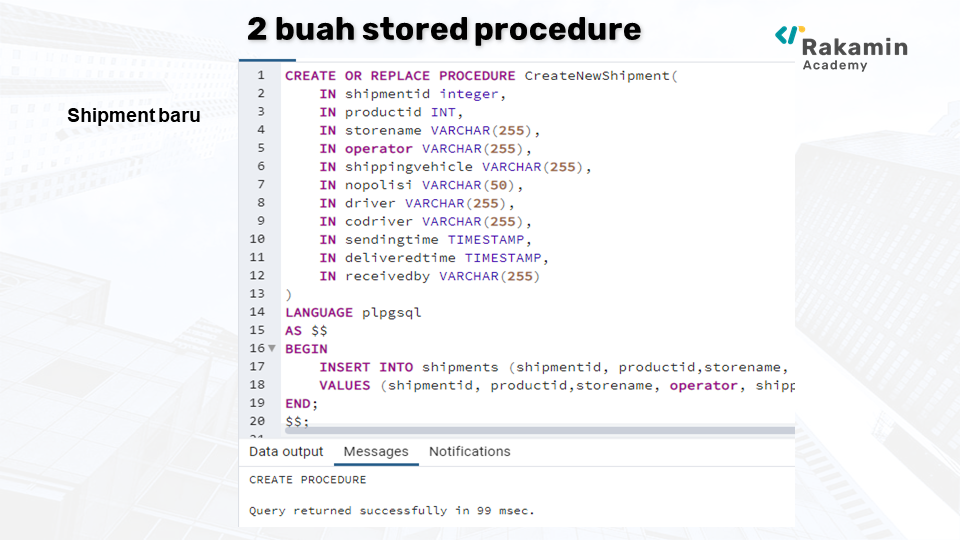 2 buah stored procedure
Rakamin
Academy
Shipment baru
1 CREATE OR REPLACE PROCEDURE CreateNewShipment(
2 IN shipmentid integer,
3 IN productid INT,
4 IN storename VARCHAR(255),
5 IN operator VARCHAR(255),
6 IN shippingvehicle VARCHAR(255),
7 IN nopolisi VARCHAR(50),
8 IN driver VARCHAR(255),
9 IN codriver VARCHAR(255),
10 IN sendingtime TIMESTAMP,
11 IN deliveredtime TIMESTAMP,
12 IN receivedby VARCHAR(255)
13 )
14 LANGUAGE plpgsql
15 AS $$
16 BEGIN
17 INSERT INTO shipments (shipmentid, productid,storename,
18 VALUES (shipmentid, productid,storename, operator, shipp
19 END;
20 $$;
Data output Messages Notifications
CREATE PROCEDURE
Query returned successfully in 99 msec.